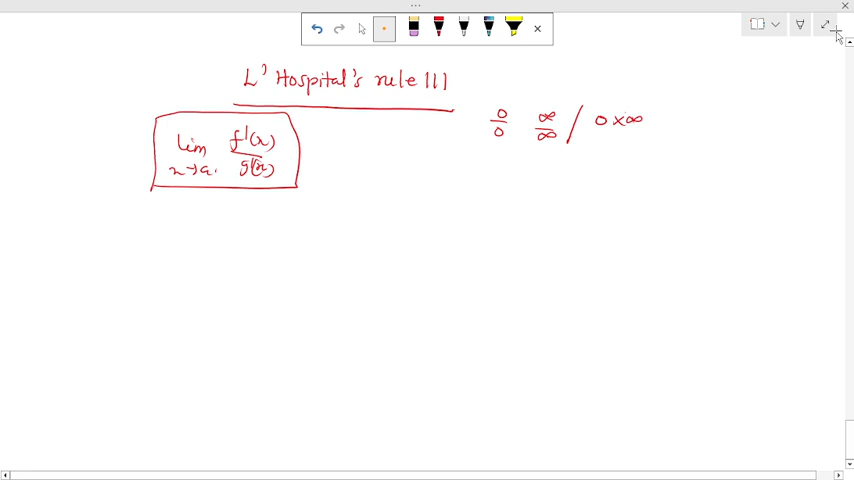 L' Hospital's rule |||
0/0 ∞/∞ / 0×∞
lim x→a f'(x)/g'(x)